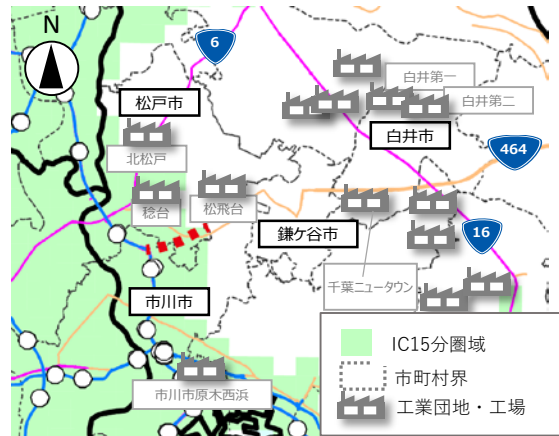 N
6
白井第一
松戸市
白井第二
北松戸
白井市
464
稔台
松飛台
鎌ケ谷市
16
千葉ニュータウン
市川市
IC15分圏域
市町村界
市川市原木西浜
工業団地・工場